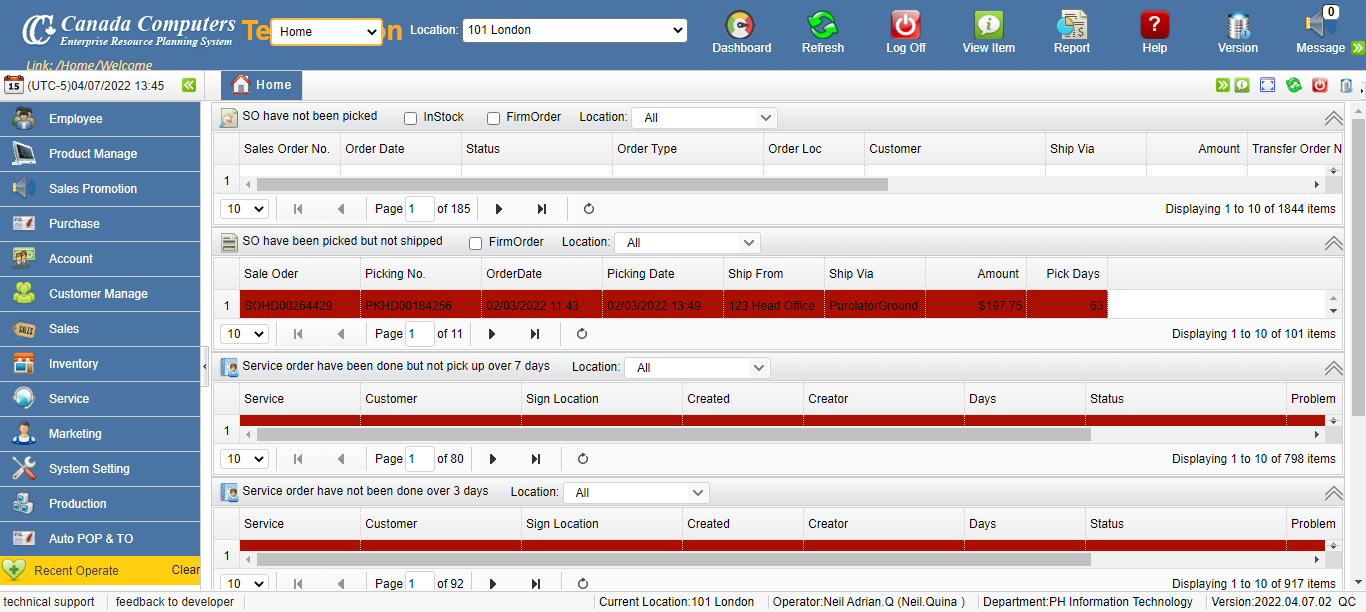 Canada Computers
Enterprise Resource Planning System
Te
Home
on
Location: 101 London
Dashboard
Refresh
Log Off
View Item
Report
Help
Version
0
Message
Link: /Home/Welcome
15 (UTC-5)04/07/2022 13:45
Home
Employee
Product Manage
Sales Promotion
Purchase
Account
Customer Manage
Sales
Inventory
Service
Marketing
System Setting
Production
Auto POP & TO
Recent Operate Clear
SO have not been picked InStock FirmOrder Location: All
Sales Order No. Order Date Status Order Type Order Loc Customer Ship Via Amount Transfer Order N
1
10 Page 1 of 185 Displaying 1 to 10 of 1844 items
SO have been picked but not shipped FirmOrder Location: All
Sale Oder Picking No. OrderDate Picking Date Ship From Ship Via Amount Pick Days
1 SOHD00264429 PKHD00184256 02/03/2022 11:43 02/03/2022 13:49 123 Head Office PurolatorGround $197.75 63
10 Page 1 of 11 Displaying 1 to 10 of 101 items
Service order have been done but not pick up over 7 days Location: All
Service Customer Sign Location Created Creator Days Status Problem
1
10 Page 1 of 80 Displaying 1 to 10 of 798 items
Service order have not been done over 3 days Location: All
Service Customer Sign Location Created Creator Days Status Problem
1
10 Page 1 of 92 Displaying 1 to 10 of 917 items
technical support feedback to developer Current Location:101 London Operator:Neil Adrian.Q (Neil.Quina ) Department:PH Information Technology Version:2022.04.07.02 QC